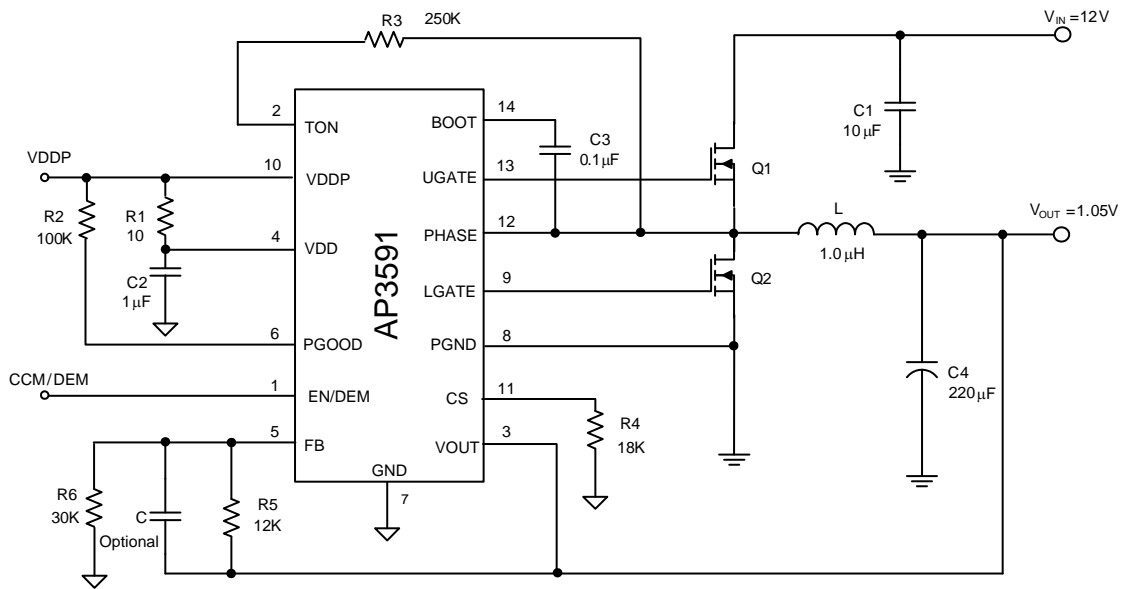 R3
250K
VIN =12V
2
TON
14
BOOT
C3
0.1μF
C1
10μF
VDDP
10
VDDP
13
UGATE
Q1
R2
100K
R1
10
L
VOUT =1.05V
12
PHASE
1.0μH
4
VDD
C2
1μF
AP3591
9
LGATE
Q2
6
PGOOD
8
PGND
CCM/DEM
1
EN/DEM
11
CS
C4
220μF
R4
18K
5
FB
3
VOUT
GND
7
R6
30K
C
Optional
R5
12K